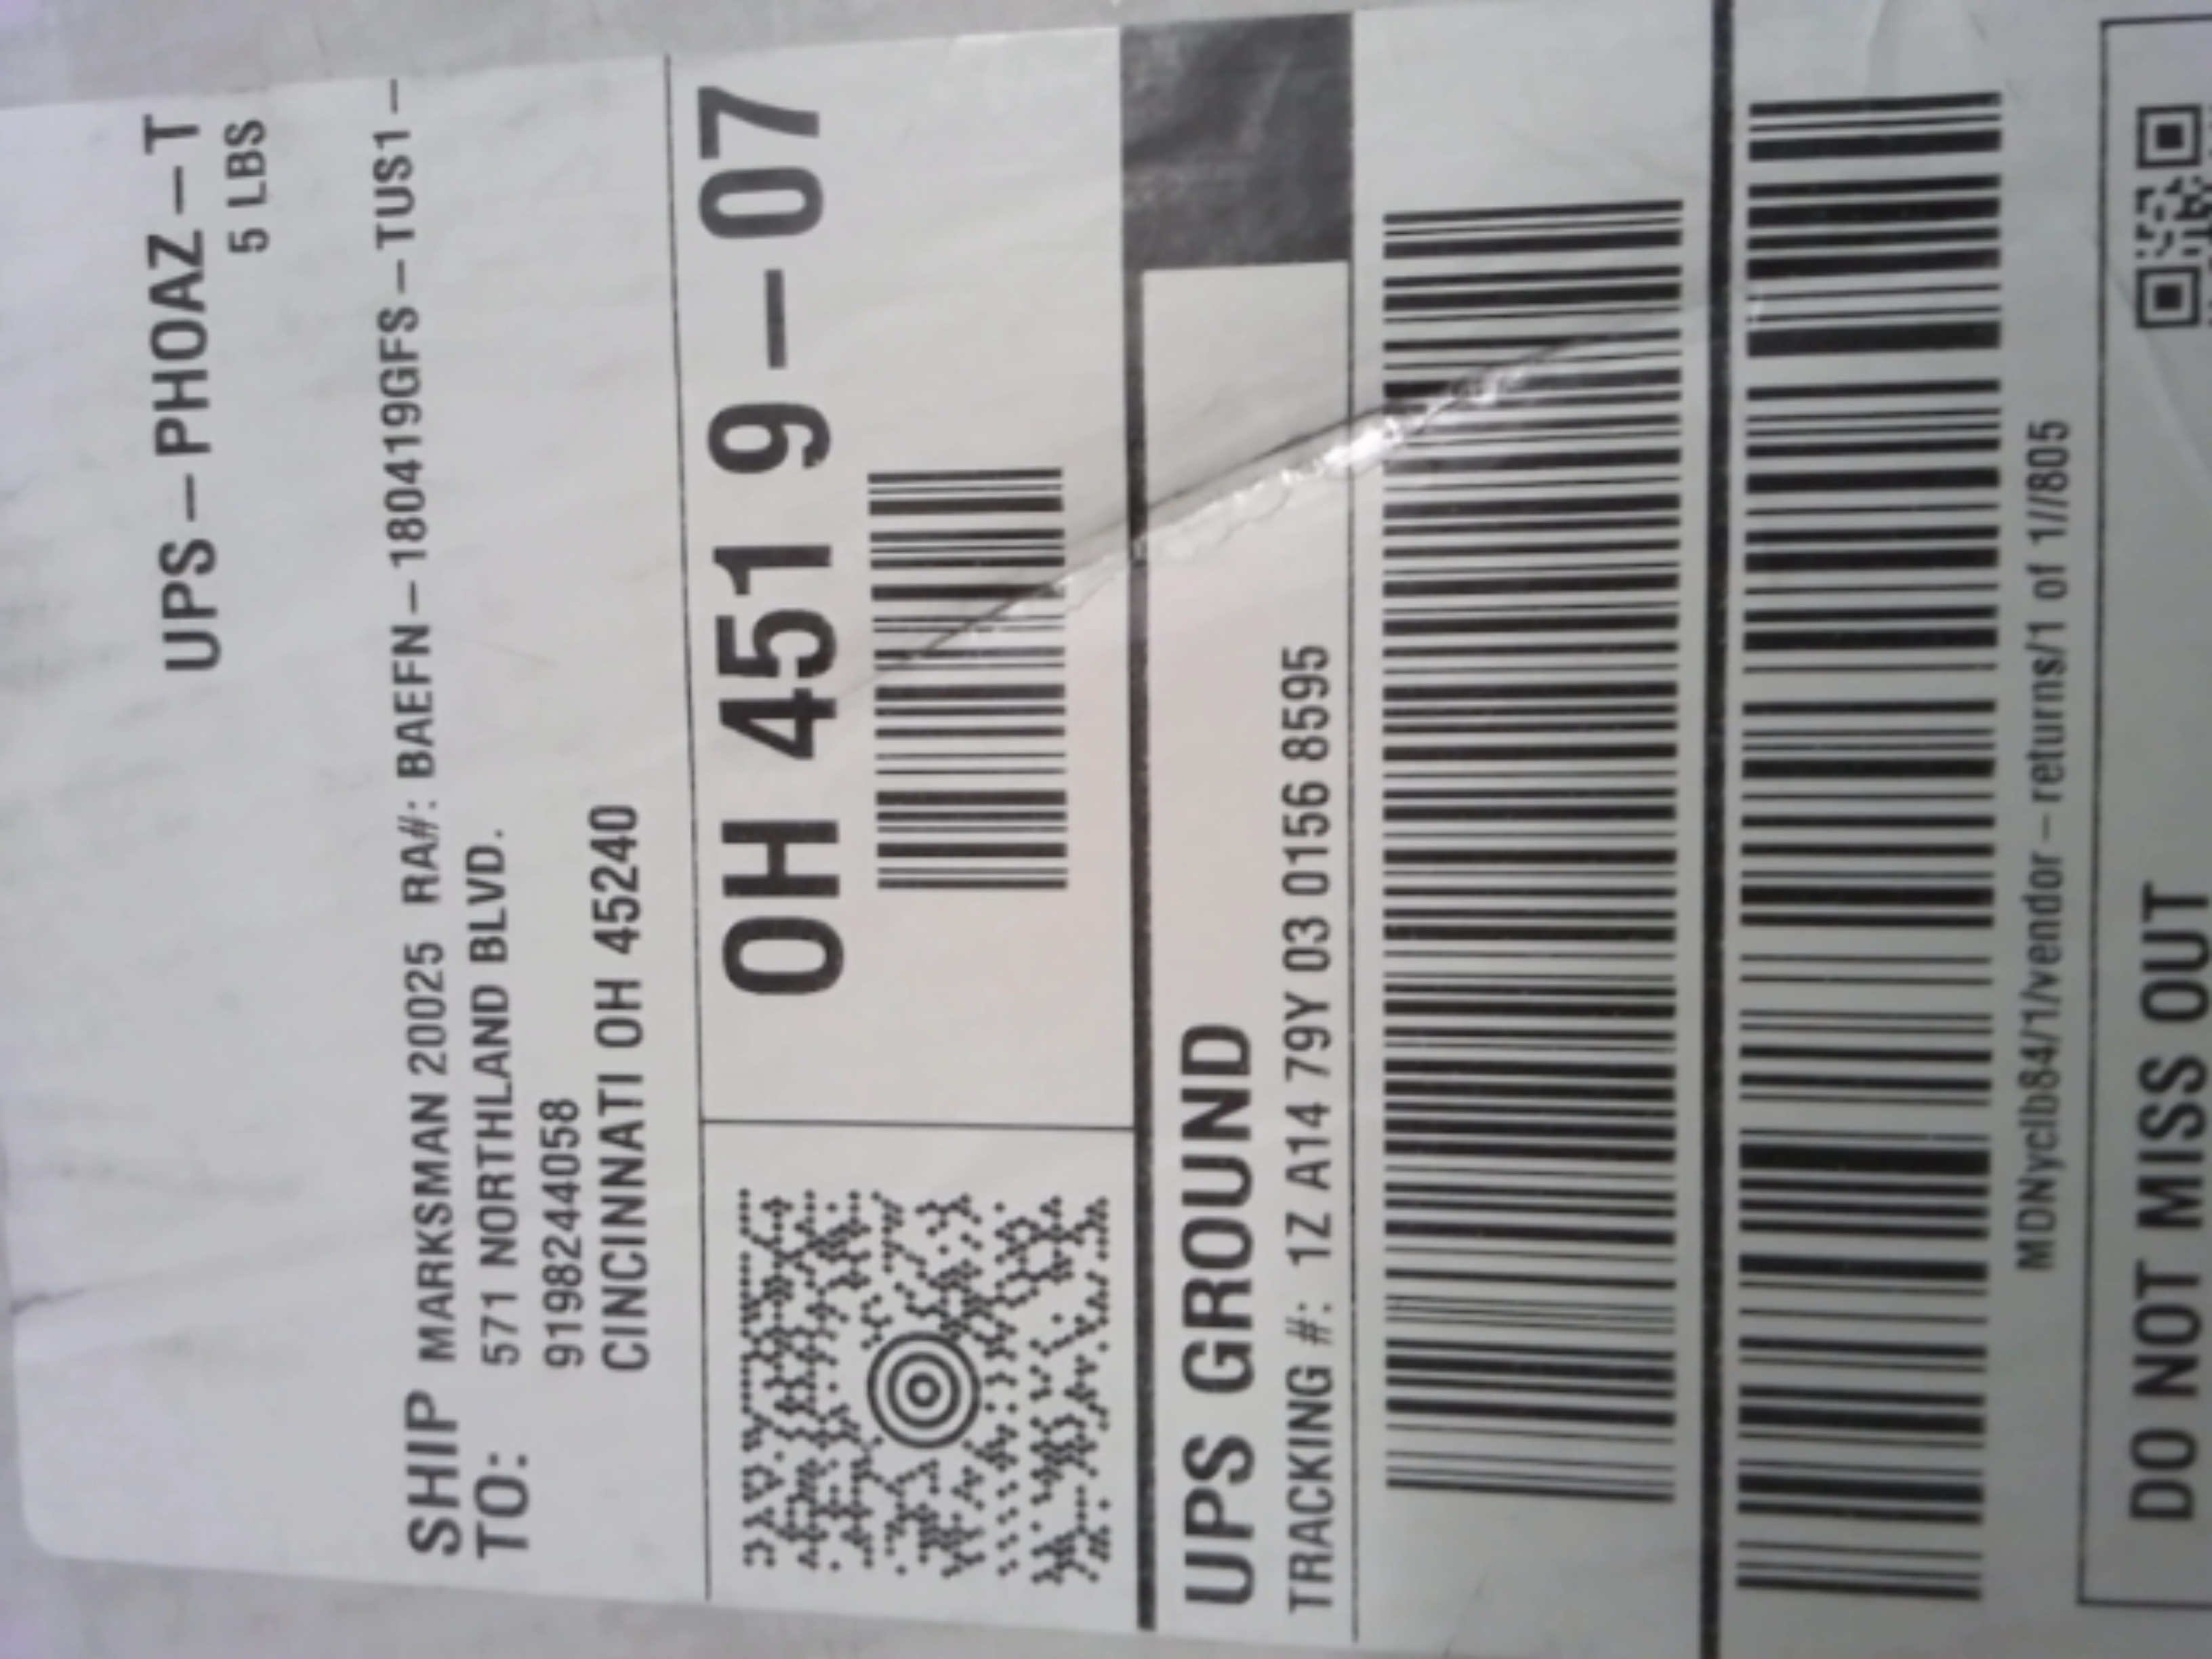 UPS-PHOAZ-T
5 LBS
SHIP TO:
MARKSMAN 20025 RA#: BAEFN-180419GFS-TUS1-
571 NORTHLAND BLVD.
9198244058
CINCINNATI OH 45240
OH 451 9-07
UPS GROUND
TRACKING #: 1Z A14 79Y 03 0156 8595
MDNyclb84/1/vendor-returns/1 of 1//805
DO NOT MISS OUT